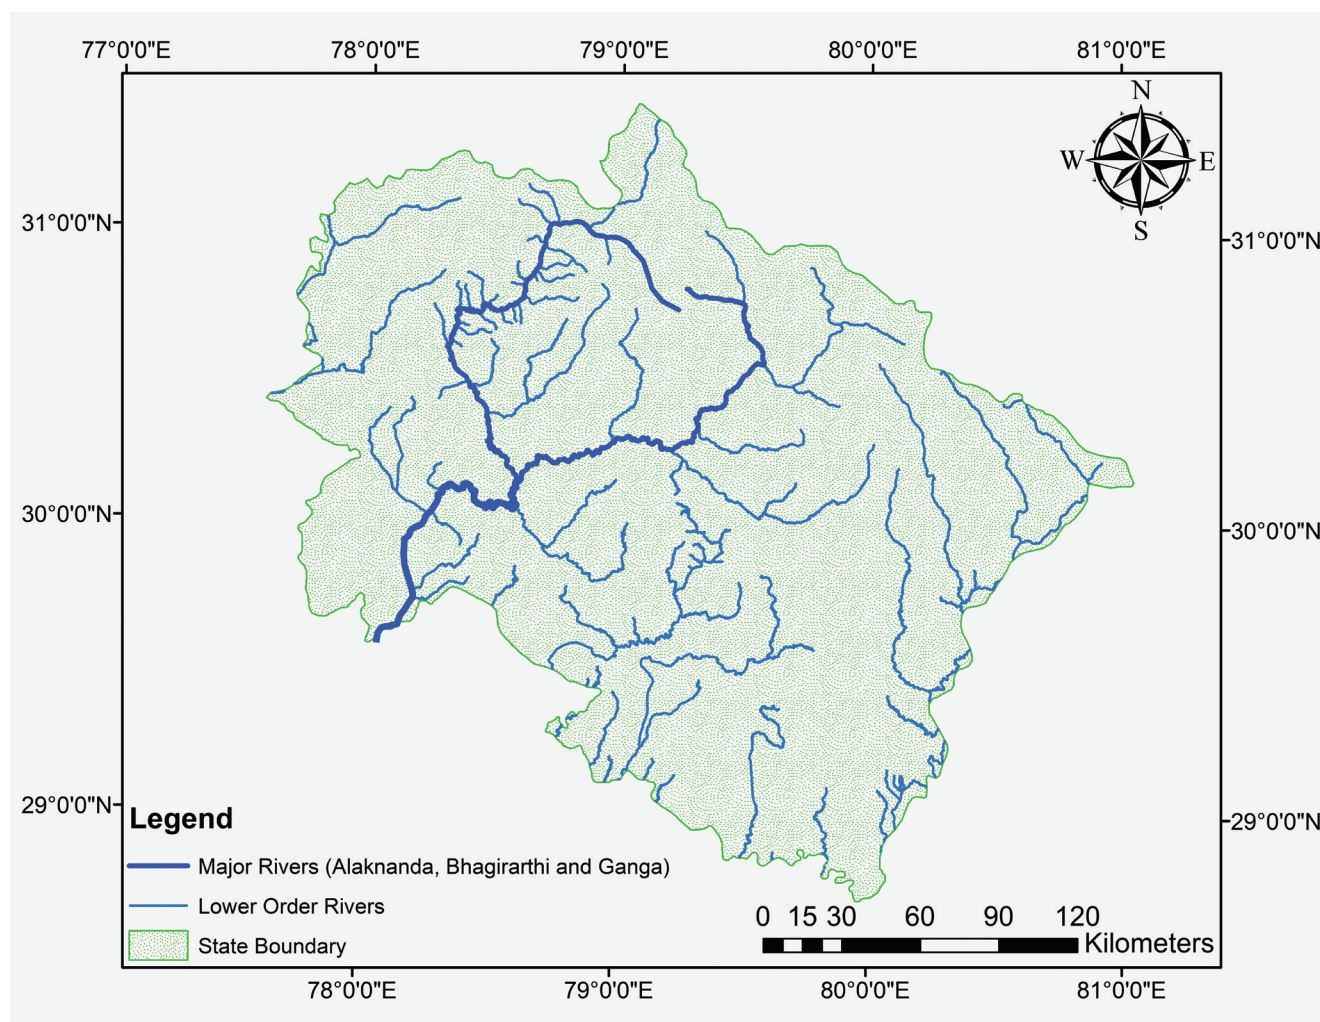 77°0'0"E 78°0'0"E 79°0'0"E 80°0'0"E 81°0'0"E
N
W E
S
31°0'0"N 31°0'0"N
30°0'0"N 30°0'0"N
29°0'0"N 29°0'0"N
Legend
Major Rivers (Alaknanda, Bhagirarthi and Ganga)
Lower Order Rivers
State Boundary
0 15 30 60 90 120
Kilometers
78°0'0"E 79°0'0"E 80°0'0"E 81°0'0"E